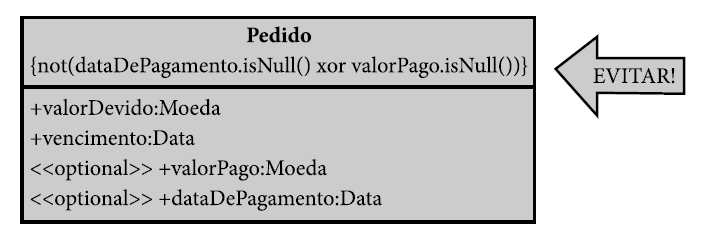 Pedido
{not(dataDePagamento.isNull() xor valorPago.isNull())}
EVITAR!
+valorDevido:Moeda
+vencimento:Data
<<optional>> +valorPago:Moeda
<<optional>> +dataDePagamento:Data